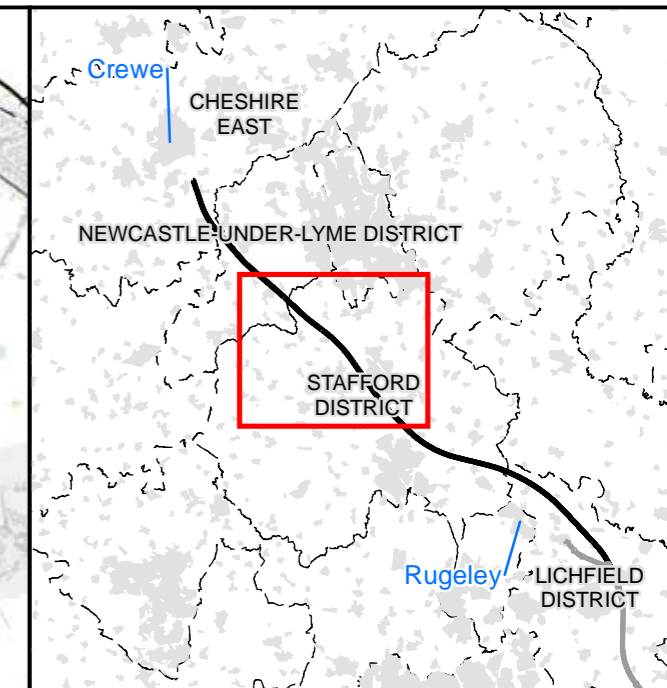 Crewe
CHESHIRE
EAST
NEWCASTLE-UNDER-LYME DISTRICT
STAFFORD
DISTRICT
Rugeley
LICHFIELD
DISTRICT